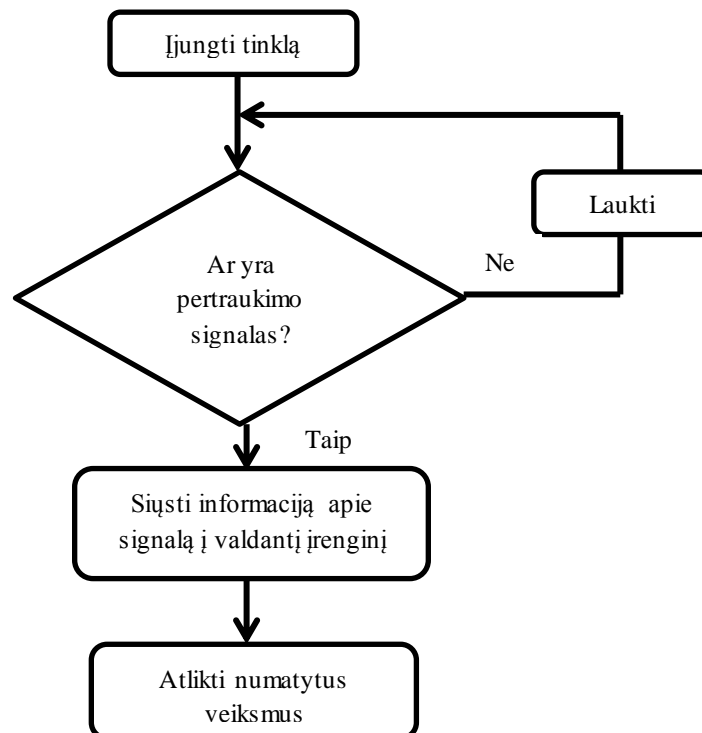 Įjungti tinklą
Laukti
Ar yra
pertraukimo
signalas?
Ne
Taip
Siųsti informaciją apie
signalą į valdantį įrenginį
Atlikti numatytus
veiksmus